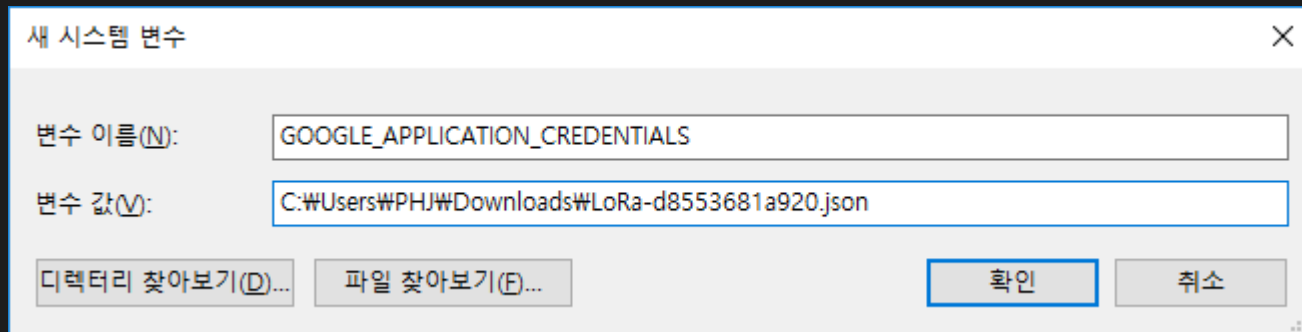 새 시스템 변수
변수 이름(N): GOOGLE_APPLICATION_CREDENTIALS
변수 값(V): C:₩Users₩PHJ₩Downloads₩LoRa-d8553681a920.json
디렉터리 찾아보기(D)... 파일 찾아보기(F)... 확인 취소